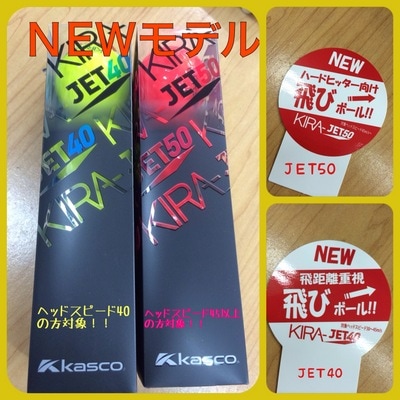 NEWモデル
KIRA
JET40
JET40
KIRA-J
ヘッドスピード40
の方対象！！
kasco
KIRA
JET50
JET50
KIRA-
ヘッドスピード45以上
の方対象！！
kasco
NEW
ハードヒッター向け
飛び
ボール!!
KIRA-JET50
JET50
NEW
飛距離重視
飛び
ボール!!
KIRA-JET40
JET40